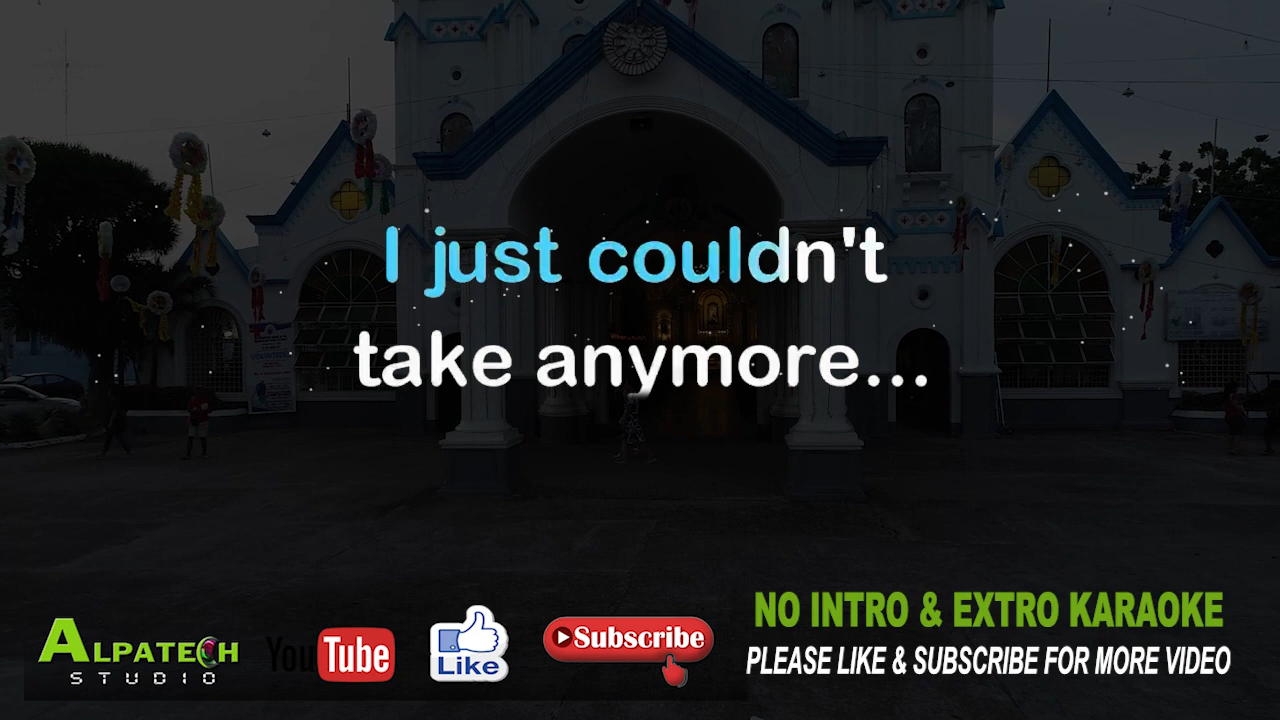 I just couldn't
take anymore...
NO INTRO & EXTRO KARAOKE
PLEASE LIKE & SUBSCRIBE FOR MORE VIDEO
ALPATECH
STUDIO
YouTube
Like
Subscribe